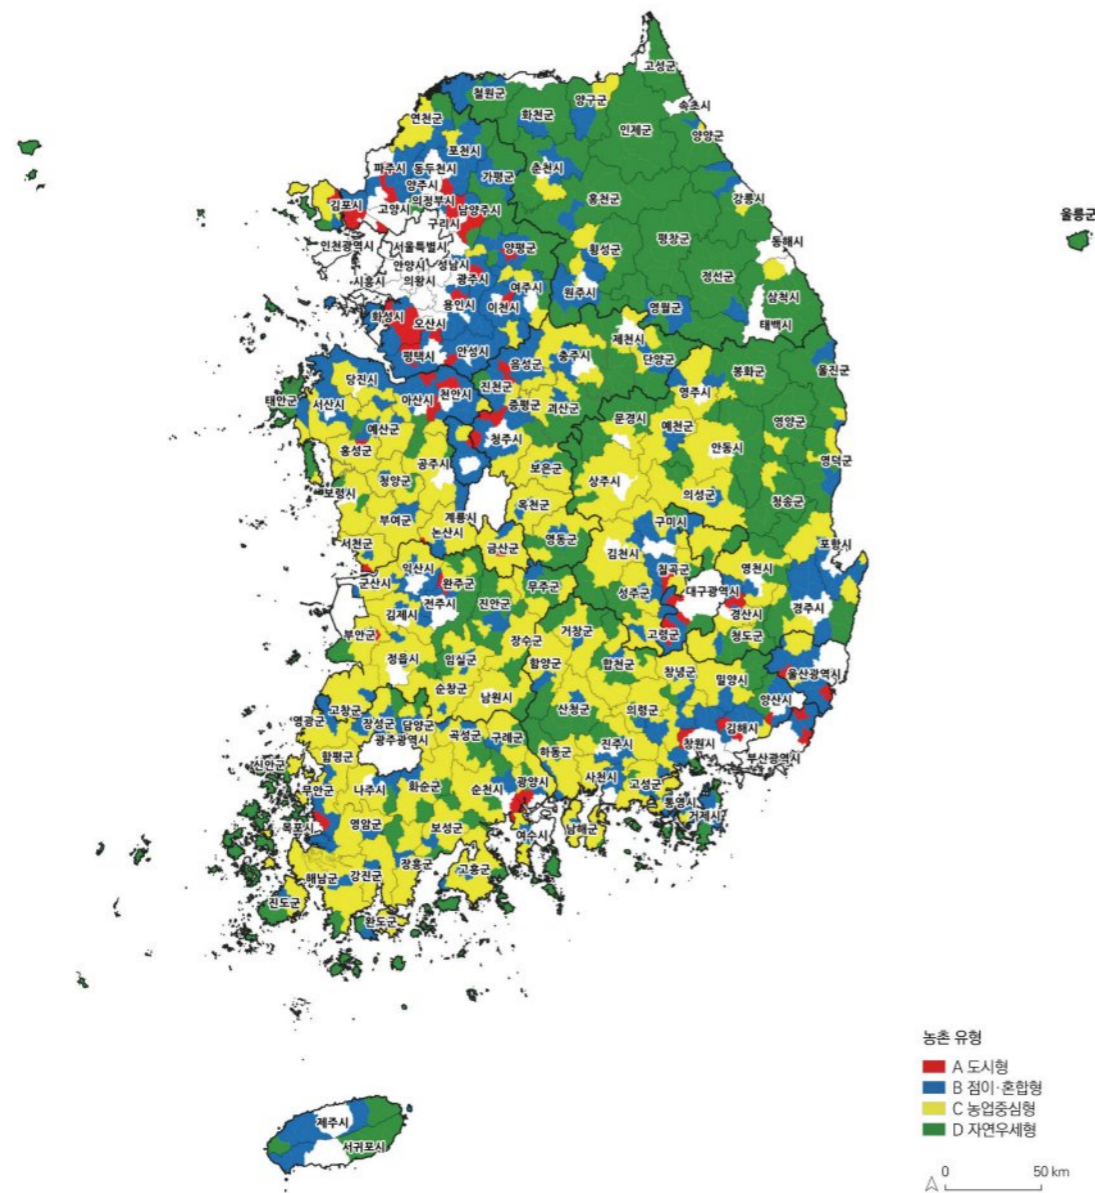 고성군
속초시
철원군
양구군
화천군
연천군
인제군
양양군
포천시
파주시
동두천시
춘천시
가평군
양주시
의정부시
홍천군
강릉시
김포시
고양시
남양주시
구리시
울릉군
인천광역시
서울특별시
양평군
횡성군
평창군
동해시
안양시
성남시
광주시
정선군
시흥시
의왕시
여주시
원주시
삼척시
용인시
이천시
영월군
화성시
오산시
태백시
제천시
평택시
안성시
음성군
충주시
단양군
봉화군
울진군
당진시
천안시
진천군
영주시
태안군
서산시
아산시
증평군
괴산군
예산군
문경시
예천군
영양군
청주시
홍성군
안동시
공주시
영덕군
보은군
청양군
상주시
의성군
청송군
보령시
옥천군
부여군
계룡시
구미시
논산시
서천군
금산군
영동군
김천시
포항시
익산시
칠곡군
영천시
군산시
완주군
무주군
성주군
대구광역시
전주시
진안군
김제시
경산시
경주시
부안군
거창군
고령군
청도군
장수군
정읍시
임실군
함양군
합천군
창녕군
밀양시
울산광역시
순창군
남원시
산청군
의령군
양산시
고창군
영광군
장성군
담양군
곡성군
구례군
김해시
광주광역시
하동군
진주시
창원시
부산광역시
함평군
신안군
무안군
나주시
화순군
순천시
광양시
사천시
고성군
통영시
거제시
목포시
영암군
보성군
여수시
남해군
장흥군
고흥군
해남군
강진군
진도군
완도군
제주시
서귀포시
농촌 유형
A 도시형
B 점이·혼합형
C 농업중심형
D 자연우세형
0 50 km